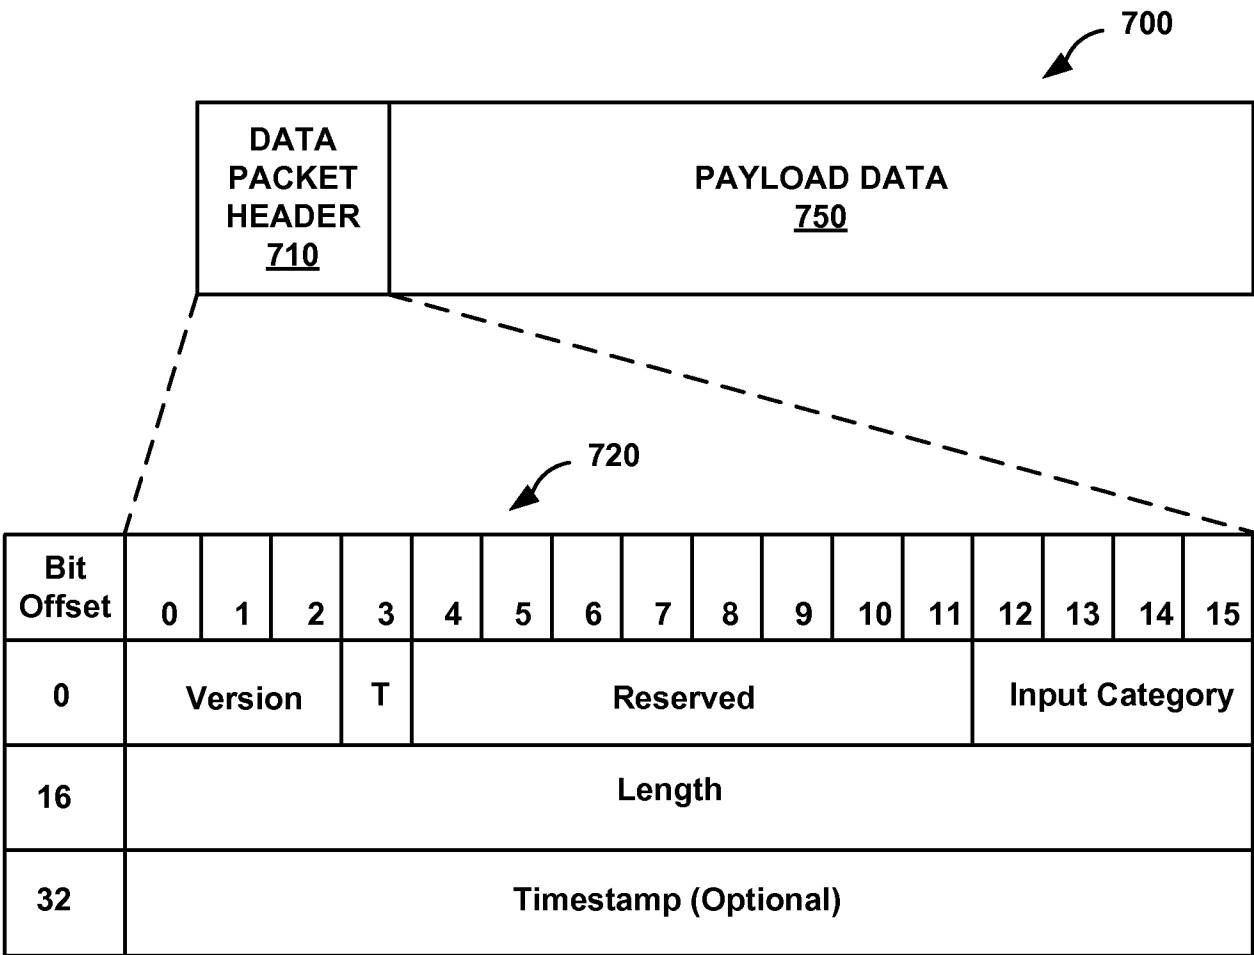 700
DATA
PACKET
HEADER
710
PAYLOAD DATA
750
720
Bit
Offset
0 1 2 3 4 5 6 7 8 9 10 11 12 13 14 15
0 Version T Reserved Input Category
16 Length
32 Timestamp (Optional)